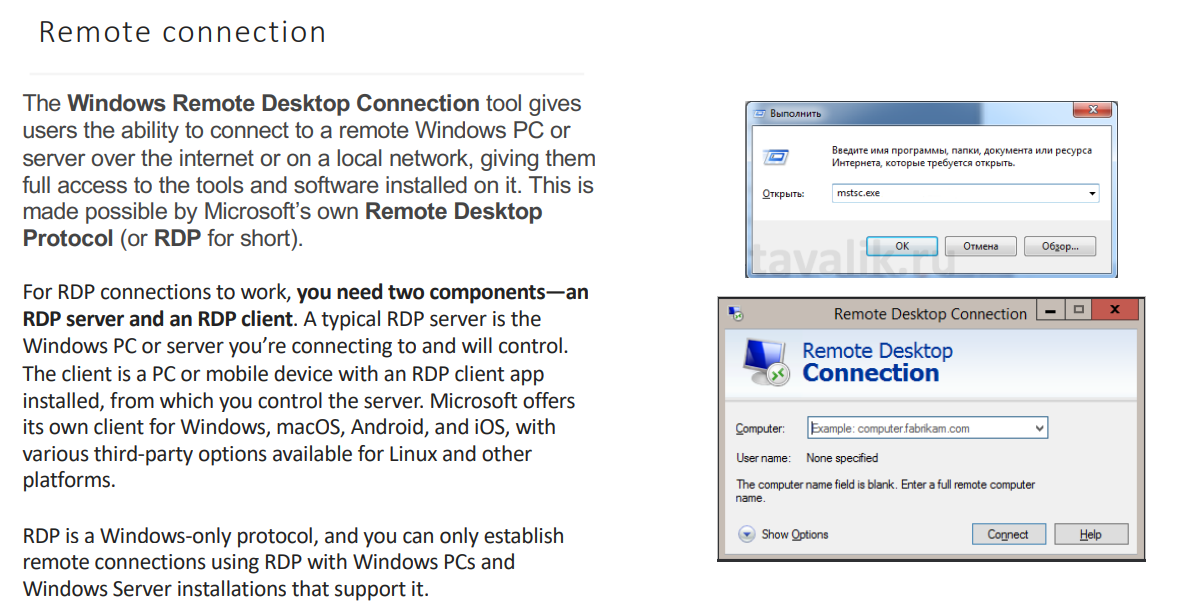 Remote connection
The Windows Remote Desktop Connection tool gives
users the ability to connect to a remote Windows PC or
server over the internet or on a local network, giving them
full access to the tools and software installed on it. This is
made possible by Microsoft’s own Remote Desktop
Protocol (or RDP for short).
For RDP connections to work, you need two components—an
RDP server and an RDP client. A typical RDP server is the
Windows PC or server you’re connecting to and will control.
The client is a PC or mobile device with an RDP client app
installed, from which you control the server. Microsoft offers
its own client for Windows, macOS, Android, and iOS, with
various third-party options available for Linux and other
platforms.
RDP is a Windows-only protocol, and you can only establish
remote connections using RDP with Windows PCs and
Windows Server installations that support it.
Выполнить
Введите имя программы, папки, документа или ресурса
Интернета, которые требуется открыть.
Открыть: mstsc.exe
OK Отмена Обзор...
tavalik.ru
Remote Desktop Connection
Remote Desktop
Connection
Computer: Example: computer.fabrikam.com
User name: None specified
The computer name field is blank. Enter a full remote computer
name.
Show Options Connect Help